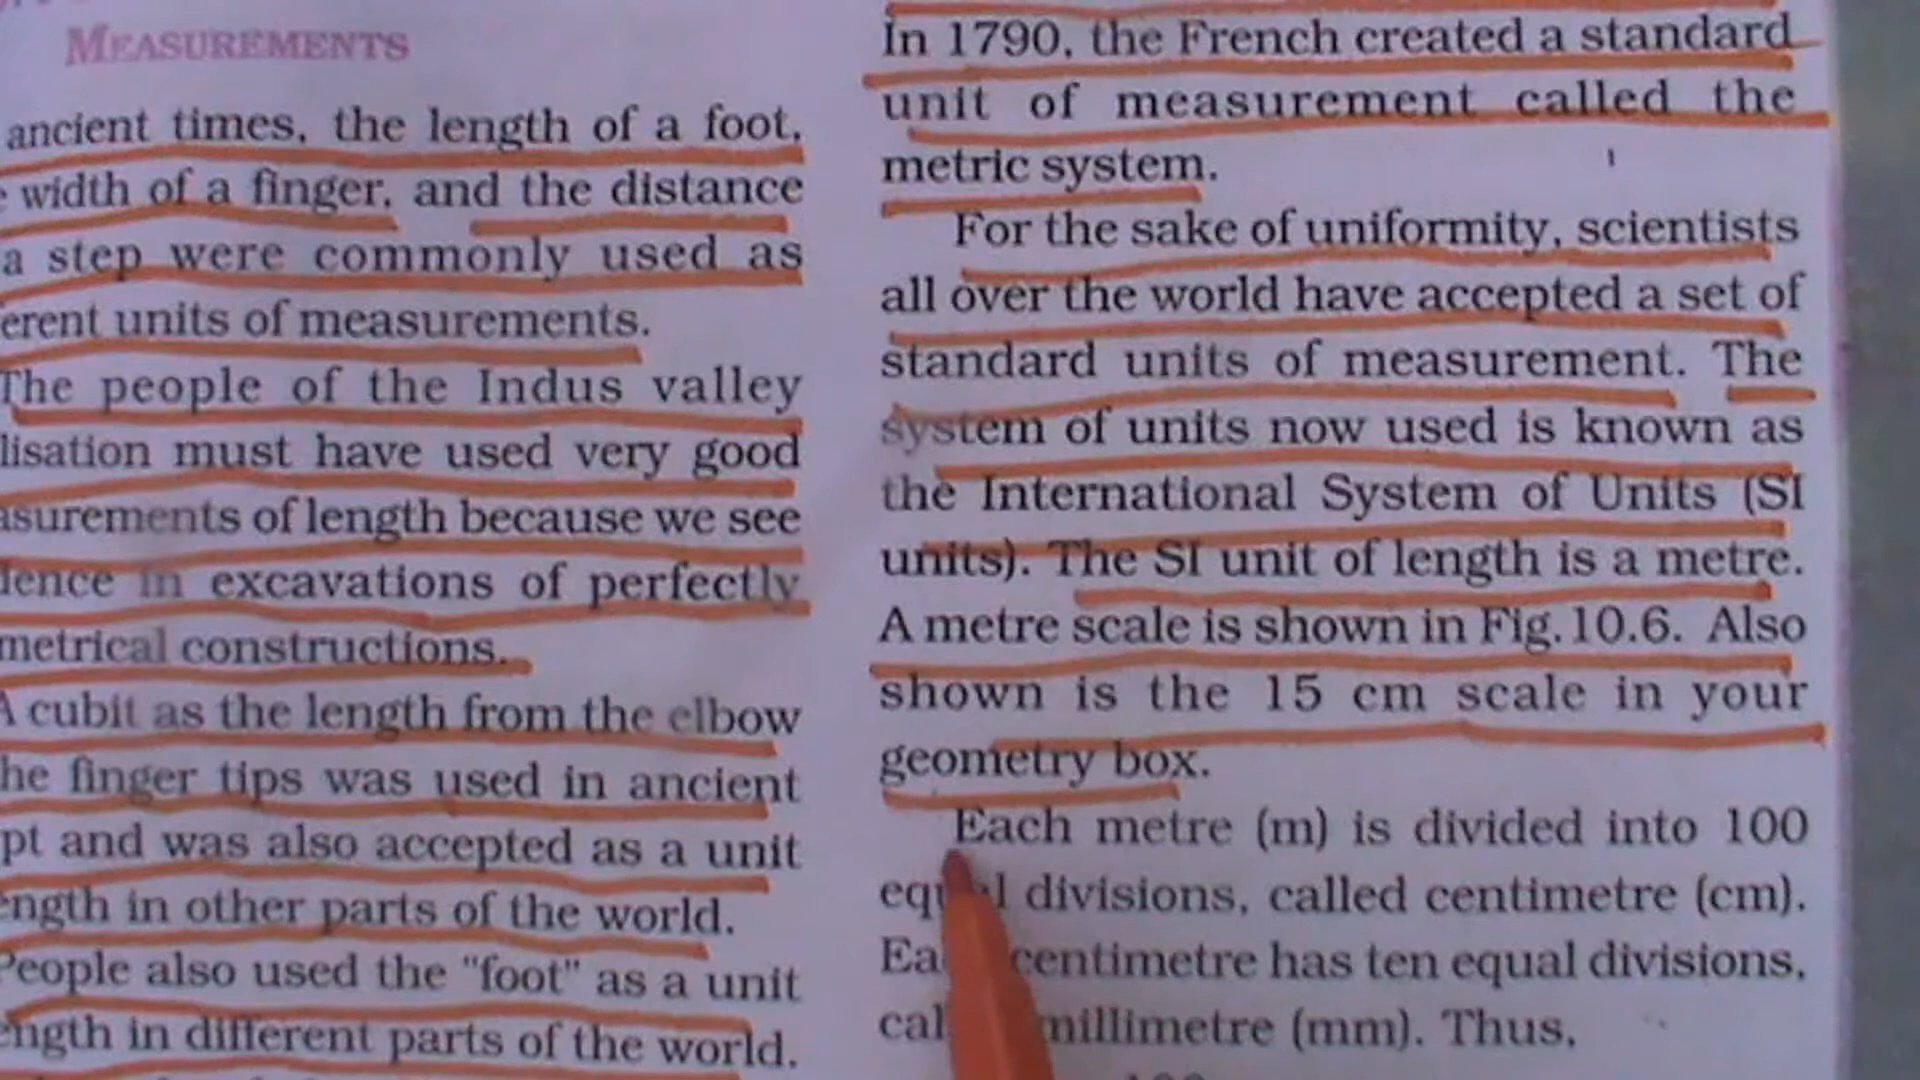 MEASUREMENTS
ancient times, the length of a foot,
width of a finger, and the distance
a step were commonly used as
erent units of measurements.
The people of the Indus valley
lisation must have used very good
asurements of length because we see
dence in excavations of perfectly
metrical constructions.
A cubit as the length from the elbow
he finger tips was used in ancient
pt and was also accepted as a unit
ength in other parts of the world.
People also used the "foot" as a unit
ength in different parts of the world.
In 1790, the French created a standard
unit of measurement called the
metric system.
For the sake of uniformity, scientists
all over the world have accepted a set of
standard units of measurement. The
system of units now used is known as
the International System of Units (SI
units). The SI unit of length is a metre.
A metre scale is shown in Fig.10.6. Also
shown is the 15 cm scale in your
geometry box.
Each metre (m) is divided into 100
equal divisions, called centimetre (cm).
Ea centimetre has ten equal divisions,
cal millimetre (mm). Thus,